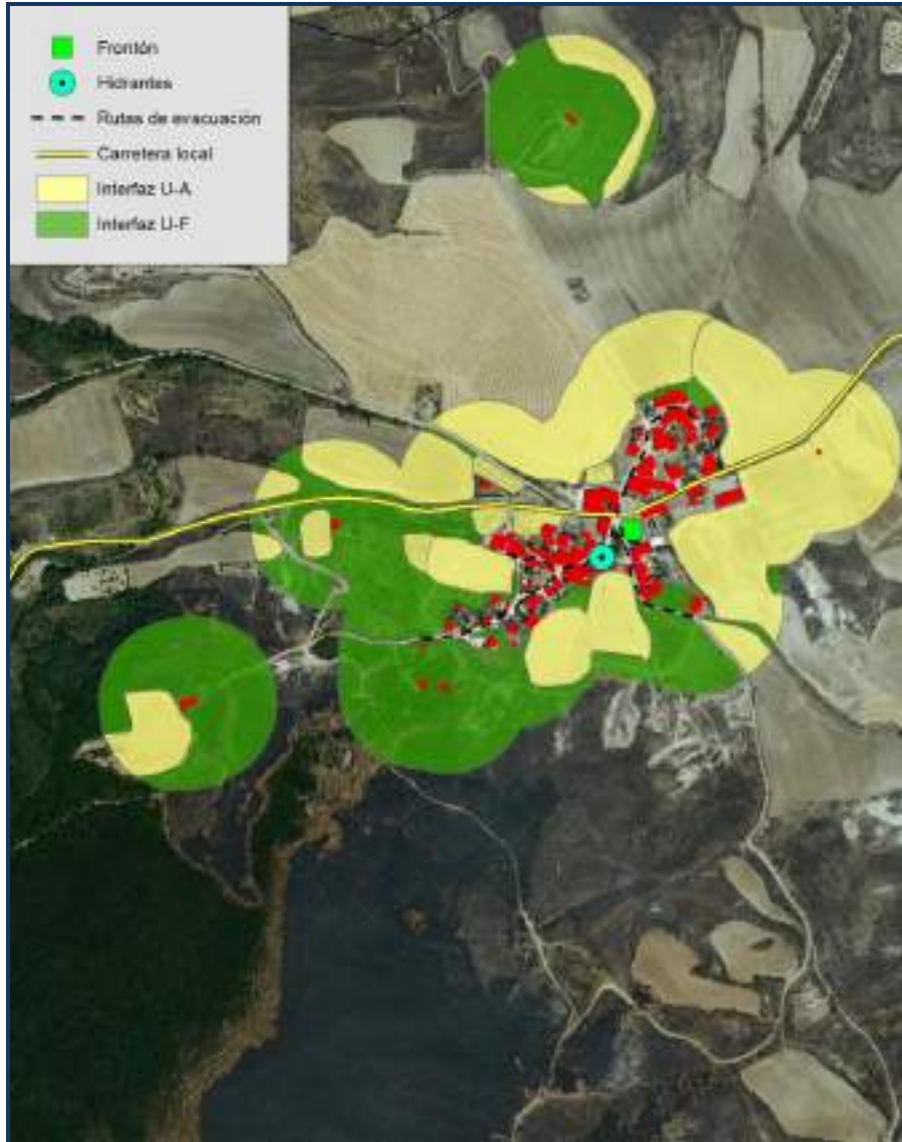 Frontón
Hidrantes
Rutas de evacuación
Carretera local
Interfaz U-A
Interfaz U-F